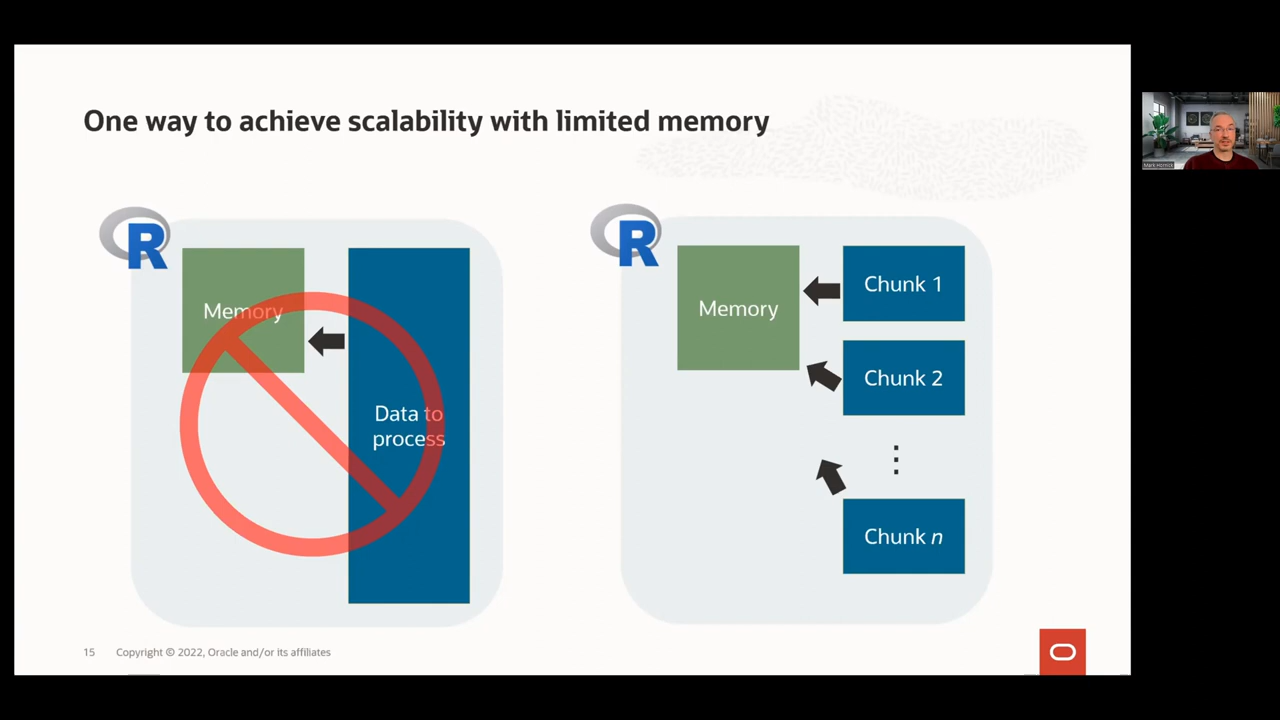 One way to achieve scalability with limited memory
R
Memory
Data to
process
R
Memory
Chunk 1
Chunk 2
⋮
Chunk n
15 Copyright © 2022, Oracle and/or its affiliates